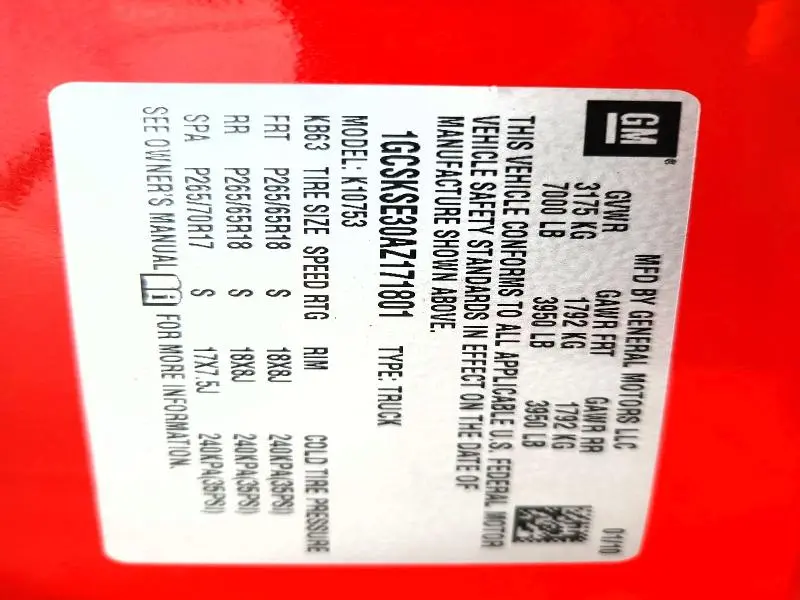 GM®
MFD BY GENERAL MOTORS LLC 01/10
GVWR GAWR FRT GAWR RR
3175 KG 1792 KG 1792 KG
7000 LB 3950 LB 3950 LB
THIS VEHICLE CONFORMS TO ALL APPLICABLE U.S. FEDERAL MOTOR
VEHICLE SAFETY STANDARDS IN EFFECT ON THE DATE OF
MANUFACTURE SHOWN ABOVE.
1GCSKSE30AZ171801 TYPE: TRUCK
MODEL: K10753
KB63 TIRE SIZE SPEED RTG RIM COLD TIRE PRESSURE
FRT P265/65R18 S 18X8J 240KPA(35PSI)
RR P265/65R18 S 18X8J 240KPA(35PSI)
SPA P265/70R17 S 17X7.5J 240KPA(35PSI)
SEE OWNER'S MANUAL FOR MORE INFORMATION